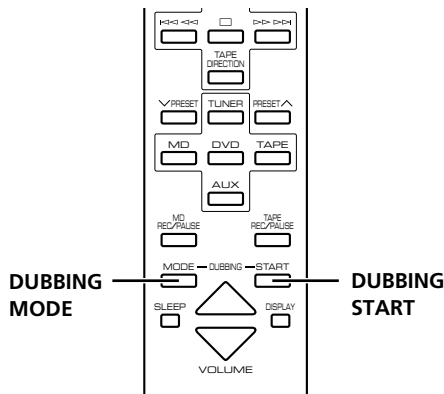 TAPE
DIRECTION
PRESET TUNER PRESET
MD DVD TAPE
AUX
MD
REC/PAUSE
TAPE
REC/PAUSE
MODE DUBBING START
DUBBING
MODE
DUBBING
START
SLEEP DISPLAY
VOLUME